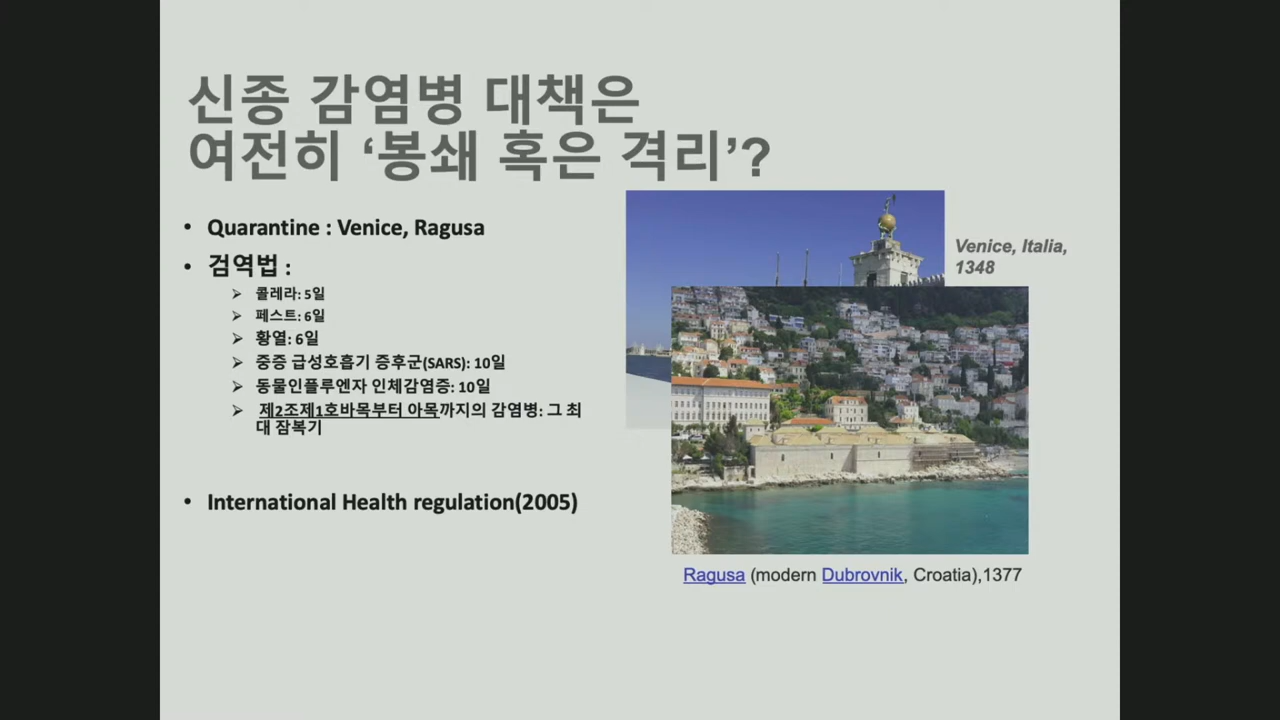 신종 감염병 대책은
여전히 ‘봉쇄 혹은 격리’?
• Quarantine : Venice, Ragusa
• 검역법 :
➢ 콜레라: 5일
➢ 페스트: 6일
➢ 황열: 6일
➢ 중증 급성호흡기 증후군(SARS): 10일
➢ 동물인플루엔자 인체감염증: 10일
➢ 제2조제1호바목부터 아목까지의 감염병: 그 최
대 잠복기
• International Health regulation(2005)
Venice, Italia,
1348
Ragusa (modern Dubrovnik, Croatia),1377